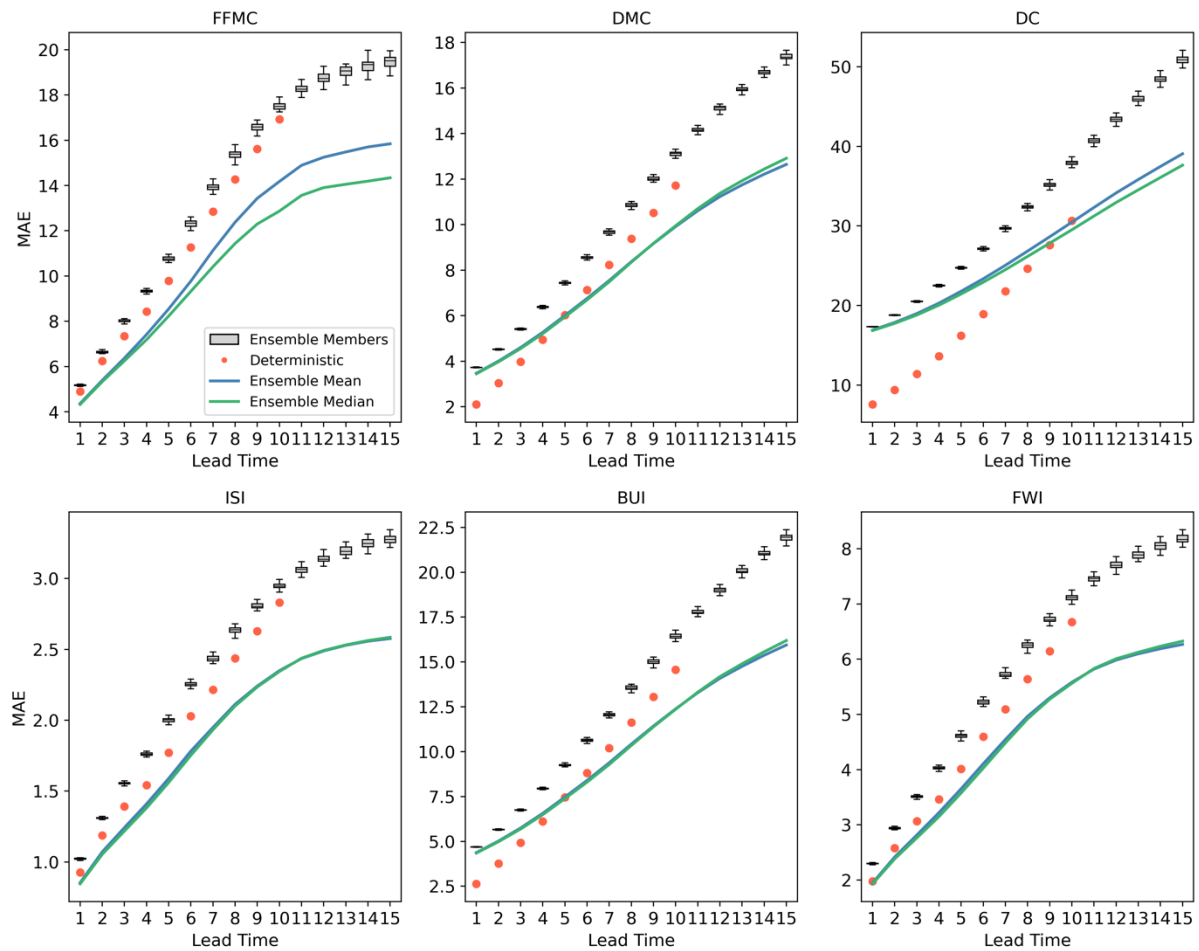 FFMC
DMC
DC
MAE
20
18
16
14
12
10
8
6
4
Ensemble Members
Deterministic
Ensemble Mean
Ensemble Median
1 2 3 4 5 6 7 8 9 10 11 12 13 14 15
Lead Time
18
16
14
12
10
8
6
4
2
1 2 3 4 5 6 7 8 9 10 11 12 13 14 15
Lead Time
50
40
30
20
10
1 2 3 4 5 6 7 8 9 10 11 12 13 14 15
Lead Time
ISI
BUI
FWI
MAE
3.0
2.5
2.0
1.5
1.0
1 2 3 4 5 6 7 8 9 10 11 12 13 14 15
Lead Time
22.5
20.0
17.5
15.0
12.5
10.0
7.5
5.0
2.5
1 2 3 4 5 6 7 8 9 10 11 12 13 14 15
Lead Time
8
7
6
5
4
3
2
1 2 3 4 5 6 7 8 9 10 11 12 13 14 15
Lead Time